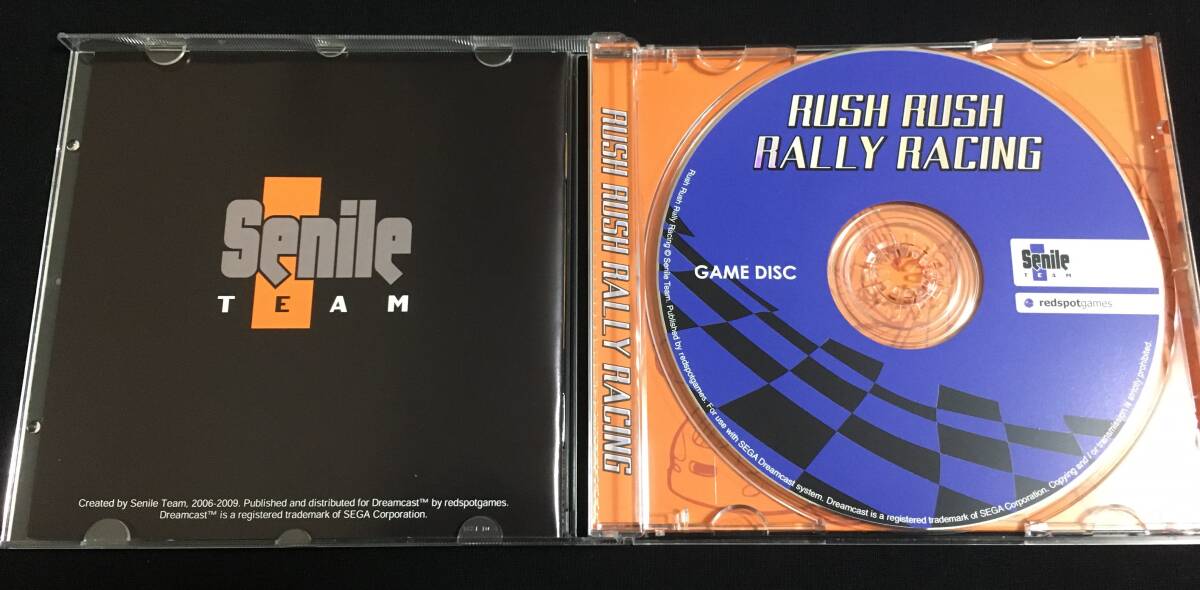 Senile
TEAM
Created by Senile Team, 2006-2009. Published and distributed for Dreamcast™ by redspotgames.
Dreamcast™ is a registered trademark of SEGA Corporation.
RUSH RUSH RALLY RACING
RUSH RUSH
RALLY RACING
GAME DISC
Senile
TEAM
redspotgames
Rush Rush Rally Racing © Senile Team. Published by redspotgames. For use with SEGA Dreamcast system. Dreamcast is a registered trademark of SEGA Corporation. Copying and / or transmission is strictly prohibited.